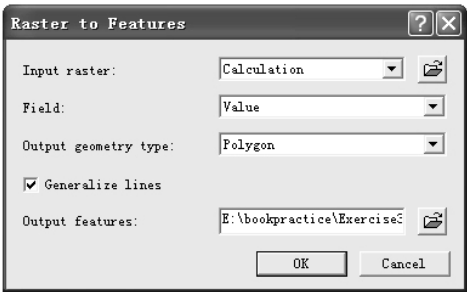 Raster to Features
Input raster: Calculation
Field: Value
Output geometry type: Polygon
Generalize lines
Output features: E:\bookpractice\Exercise3
OK Cancel